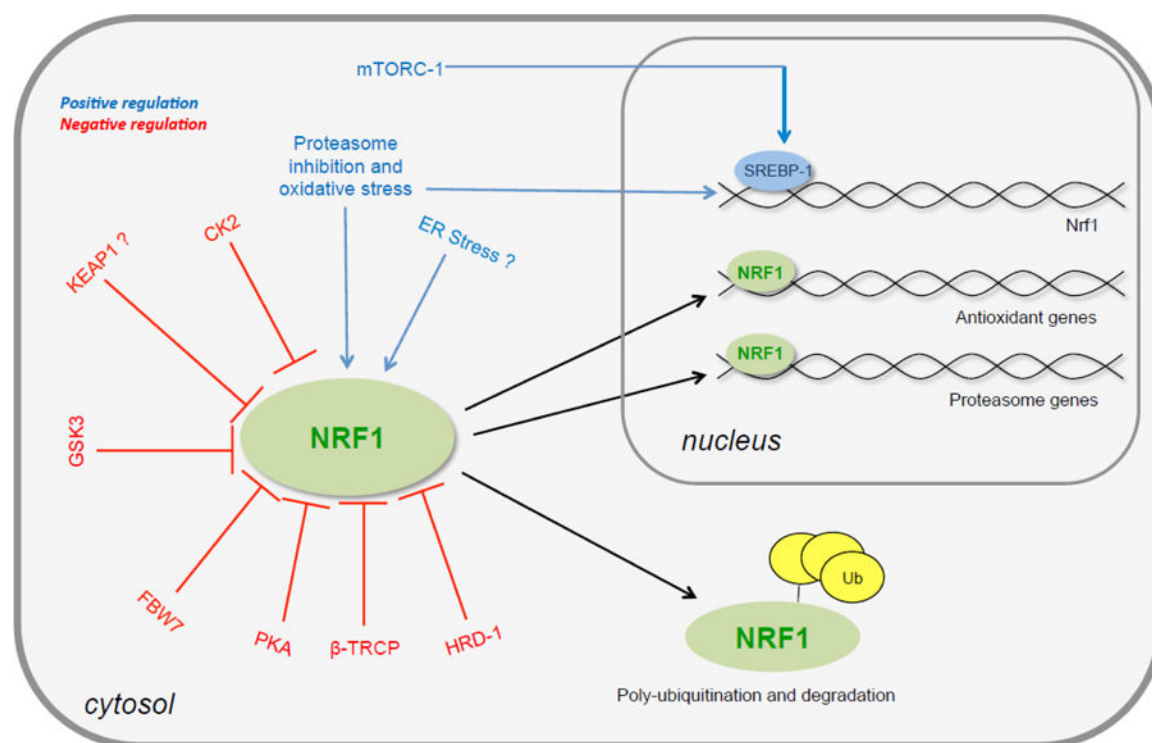 mTORC-1
Positive regulation
Negative regulation
Proteasome
inhibition and
oxidative stress
SREBP-1
Nrf1
CK2
KEAP1 ?
ER Stress ?
NRF1
Antioxidant genes
NRF1
Proteasome genes
nucleus
NRF1
GSK3
FBW7
PKA
β-TRCP
HRD-1
Ub
NRF1
Poly-ubiquitination and degradation
cytosol